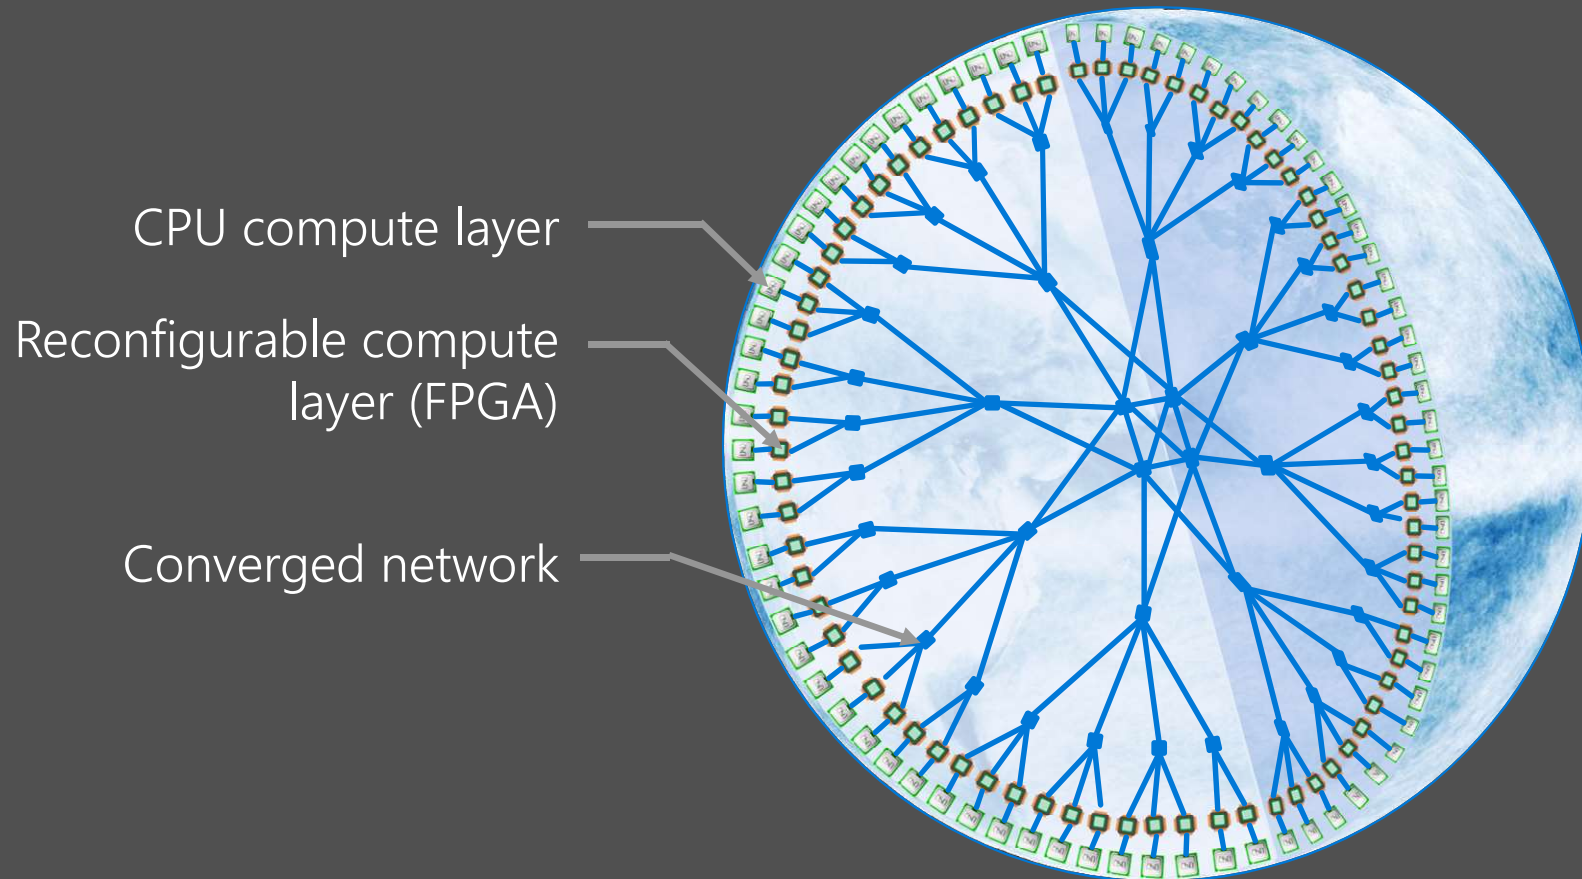 CPU compute layer
Reconfigurable compute
layer (FPGA)
Converged network